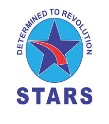 DETERMINED TO REVOLUTION
STARS